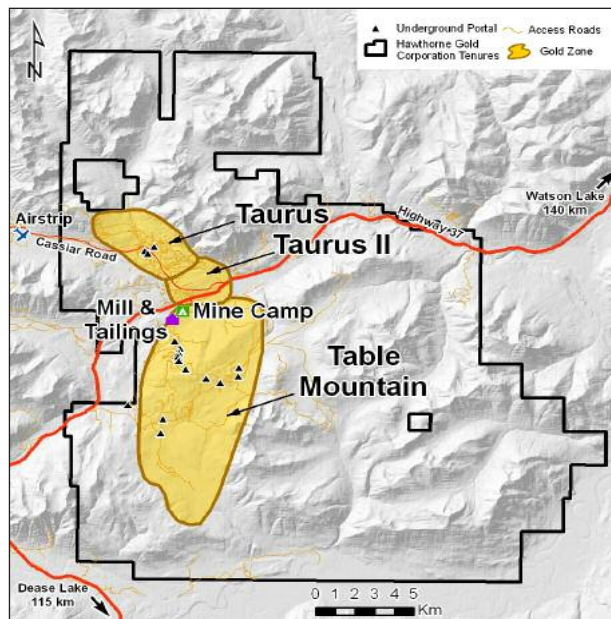 N
Underground Portal
Access Roads
Hawthorne Gold
Corporation Tenures
Gold Zone
Watson Lake
140 km
Highway 37
Airstrip
Taurus
Cassiar Road
Taurus II
Mill &
Tailings
Mine Camp
Table
Mountain
Dease Lake
115 km
0 1 2 3 4 5
Km